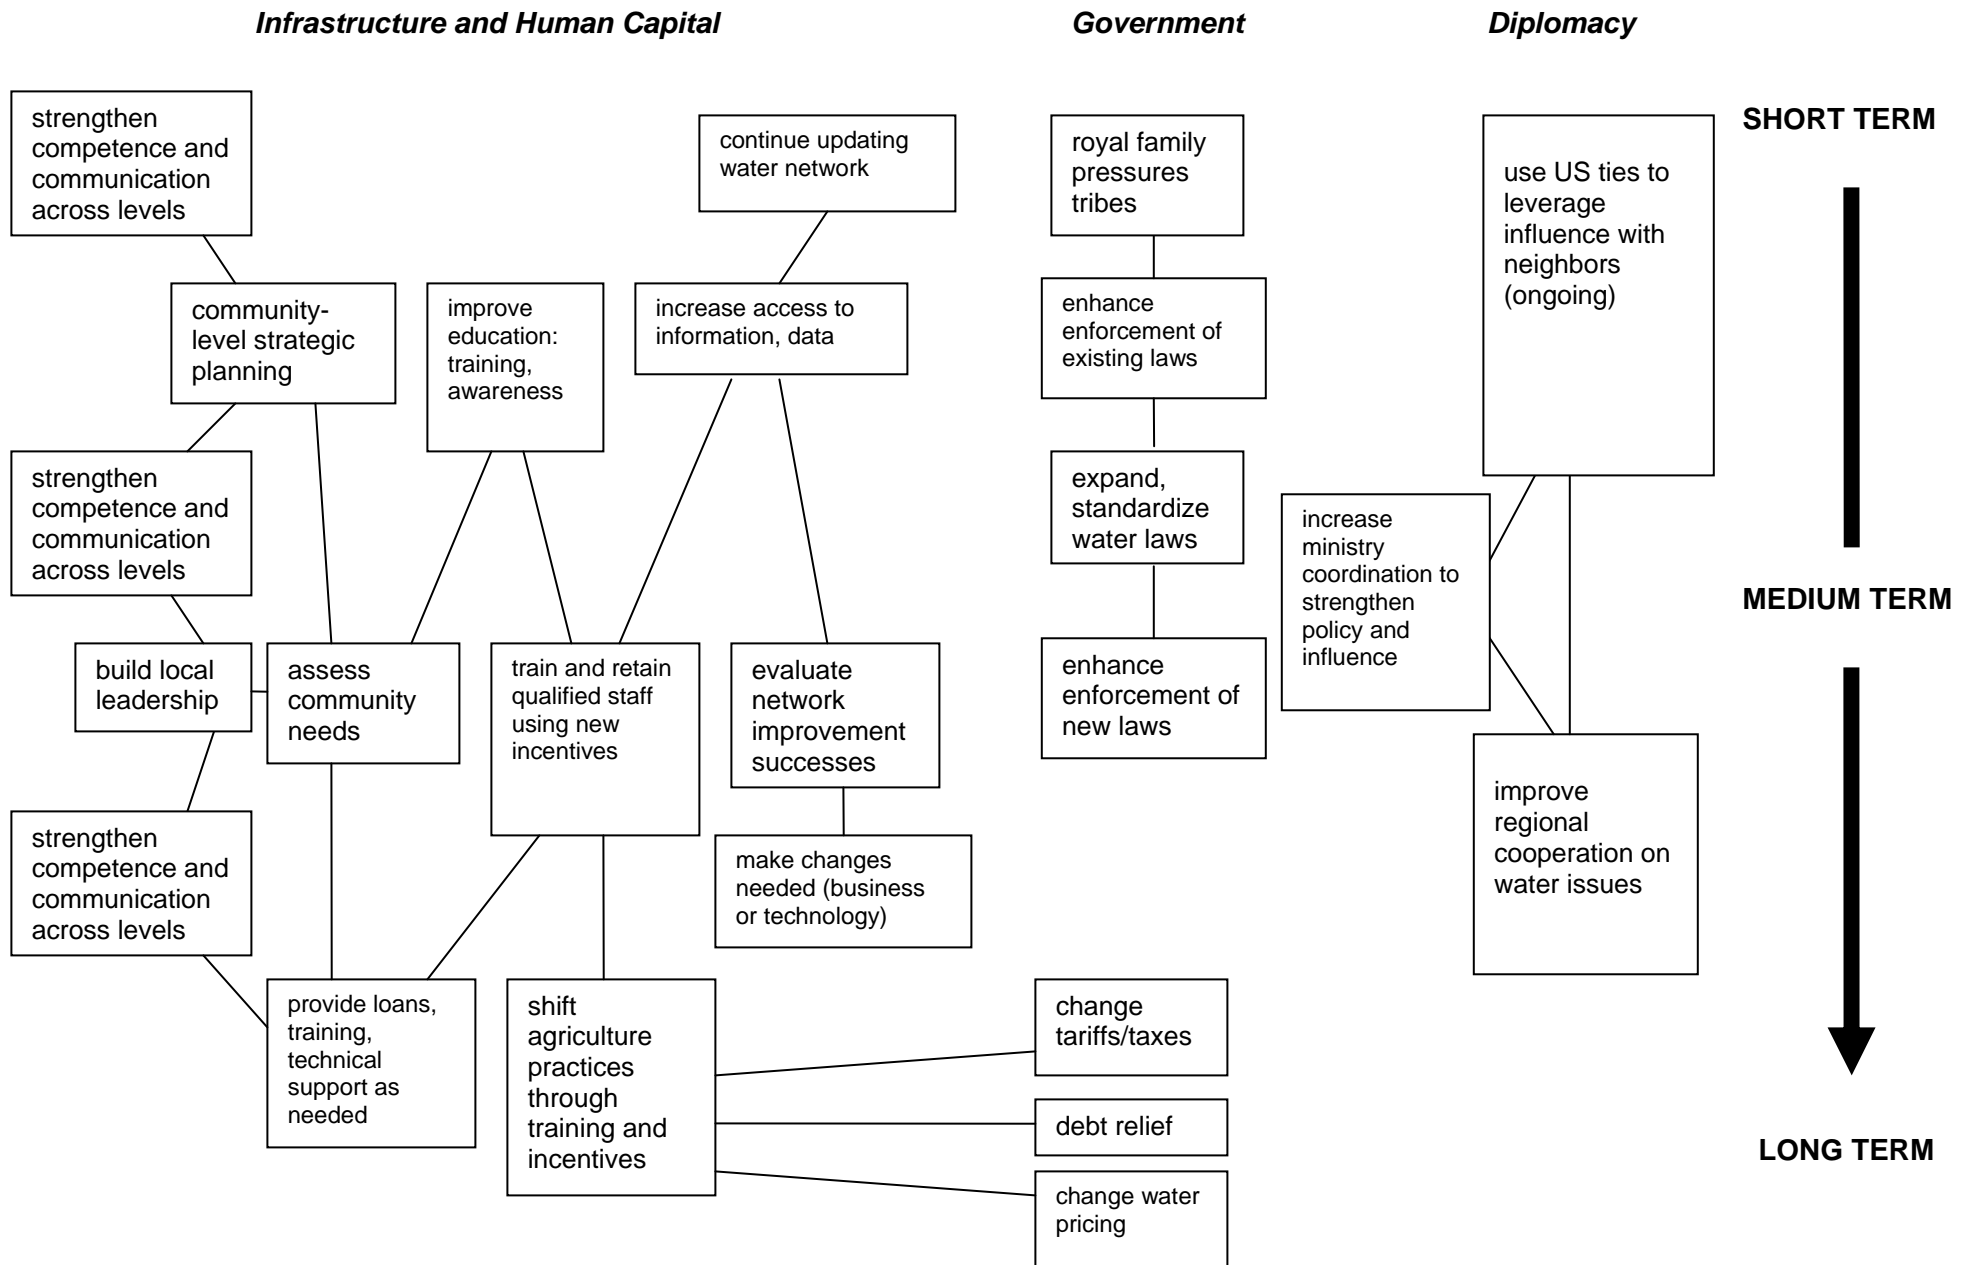 Infrastructure and Human Capital
Government
Diplomacy
strengthen
competence and
communication
across levels
continue updating
water network
royal family
pressures
tribes
use US ties to
leverage
influence with
neighbors
(ongoing)
SHORT TERM
community-
level strategic
planning
improve
education:
training,
awareness
increase access to
information, data
enhance
enforcement of
existing laws
strengthen
competence and
communication
across levels
expand,
standardize
water laws
increase
ministry
coordination to
strengthen
policy and
influence
MEDIUM TERM
build local
leadership
assess
community
needs
train and retain
qualified staff
using new
incentives
evaluate
network
improvement
successes
enhance
enforcement of
new laws
strengthen
competence and
communication
across levels
make changes
needed (business
or technology)
improve
regional
cooperation on
water issues
provide loans,
training,
technical
support as
needed
shift
agriculture
practices
through
training and
incentives
change
tariffs/taxes
debt relief
change water
pricing
LONG TERM